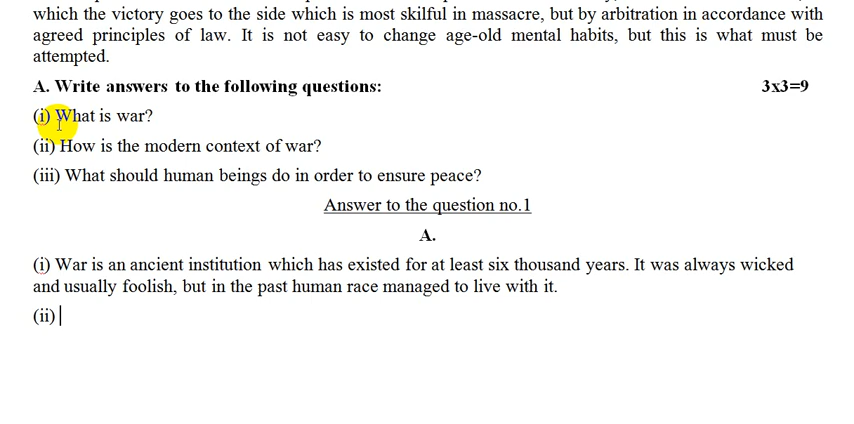 which the victory goes to the side which is most skilful in massacre, but by arbitration in accordance with
agreed principles of law. It is not easy to change age-old mental habits, but this is what must be
attempted.
A. Write answers to the following questions: 3x3=9
(i) What is war?
(ii) How is the modern context of war?
(iii) What should human beings do in order to ensure peace?
Answer to the question no.1
A.
(i) War is an ancient institution which has existed for at least six thousand years. It was always wicked
and usually foolish, but in the past human race managed to live with it.
(ii)